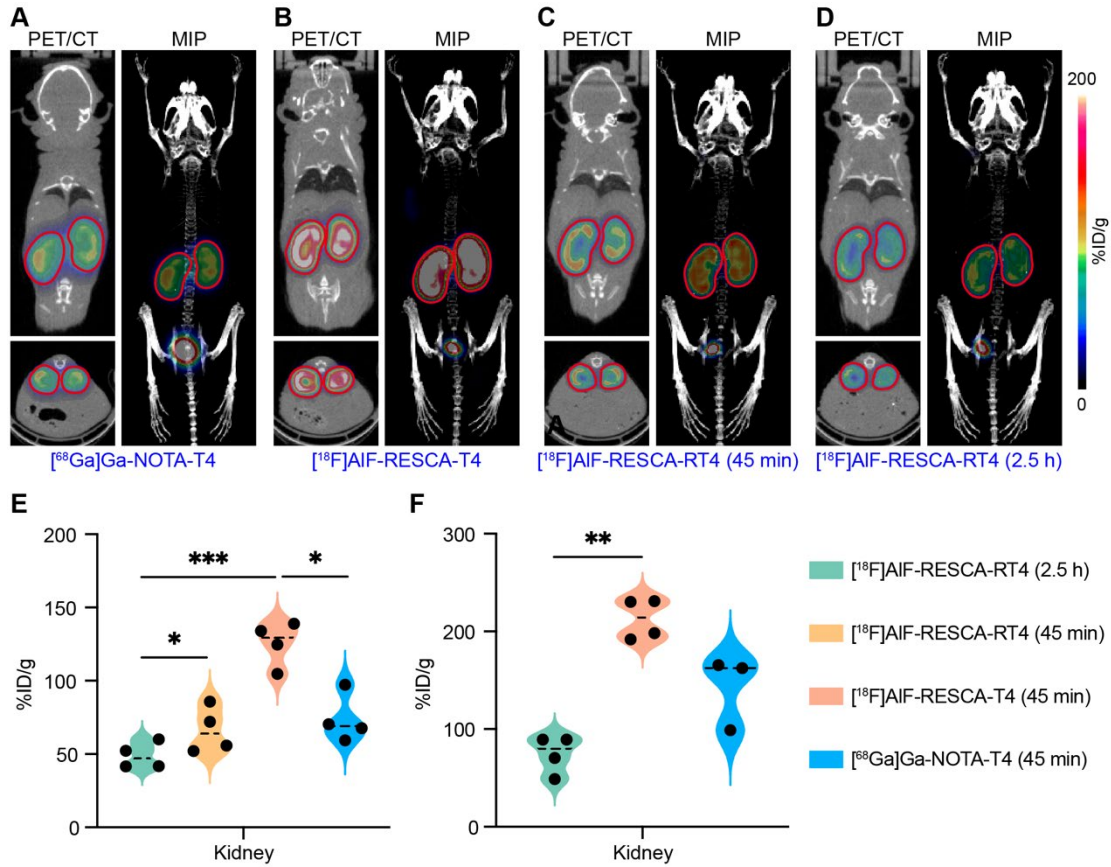 A
B
C
D
PET/CT MIP
PET/CT MIP
PET/CT MIP
PET/CT MIP
200
%ID/g
0
A
[⁶⁸Ga]Ga-NOTA-T4
[¹⁸F]AlF-RESCA-T4
[¹⁸F]AlF-RESCA-RT4 (45 min)
[¹⁸F]AlF-RESCA-RT4 (2.5 h)
E
200
150
100
50
0
%ID/g
***
*
*
Kidney
F
300
200
100
0
%ID/g
**
Kidney
[¹⁸F]AlF-RESCA-RT4 (2.5 h)
[¹⁸F]AlF-RESCA-RT4 (45 min)
[¹⁸F]AlF-RESCA-T4 (45 min)
[⁶⁸Ga]Ga-NOTA-T4 (45 min)